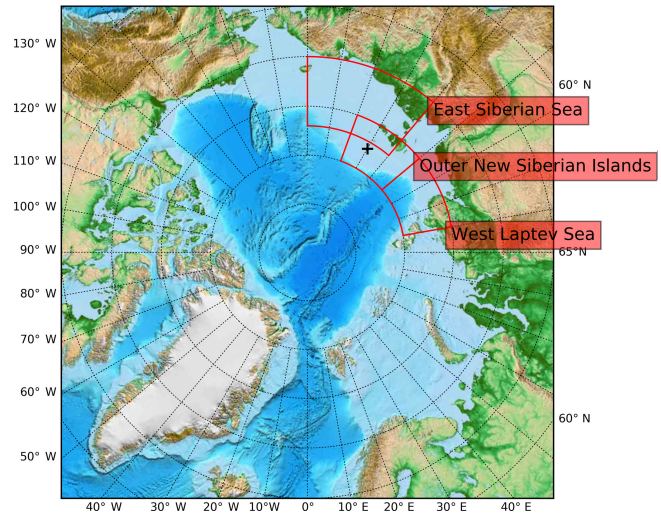 130° W
120° W
110° W
100° W
90° W
80° W
70° W
60° W
50° W
60° N
East Siberian Sea
Outer New Siberian Islands
West Laptev Sea
65°N
60° N
40° W
30° W
20° W
10°W
0°
10° E
20° E
30° E
40° E